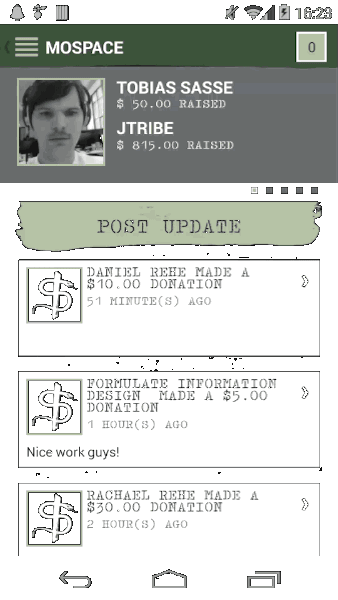 16:29
MOSPACE
0
TOBIAS SASSE
$ 50.00 RAISED
JTRIBE
$ 815.00 RAISED
POST UPDATE
DANIEL REHE MADE A
$10.00 DONATION
51 MINUTE(S) AGO
FORMULATE INFORMATION
DESIGN MADE A $5.00
DONATION
1 HOUR(S) AGO
Nice work guys!
RACHAEL REHE MADE A
$30.00 DONATION
2 HOUR(S) AGO